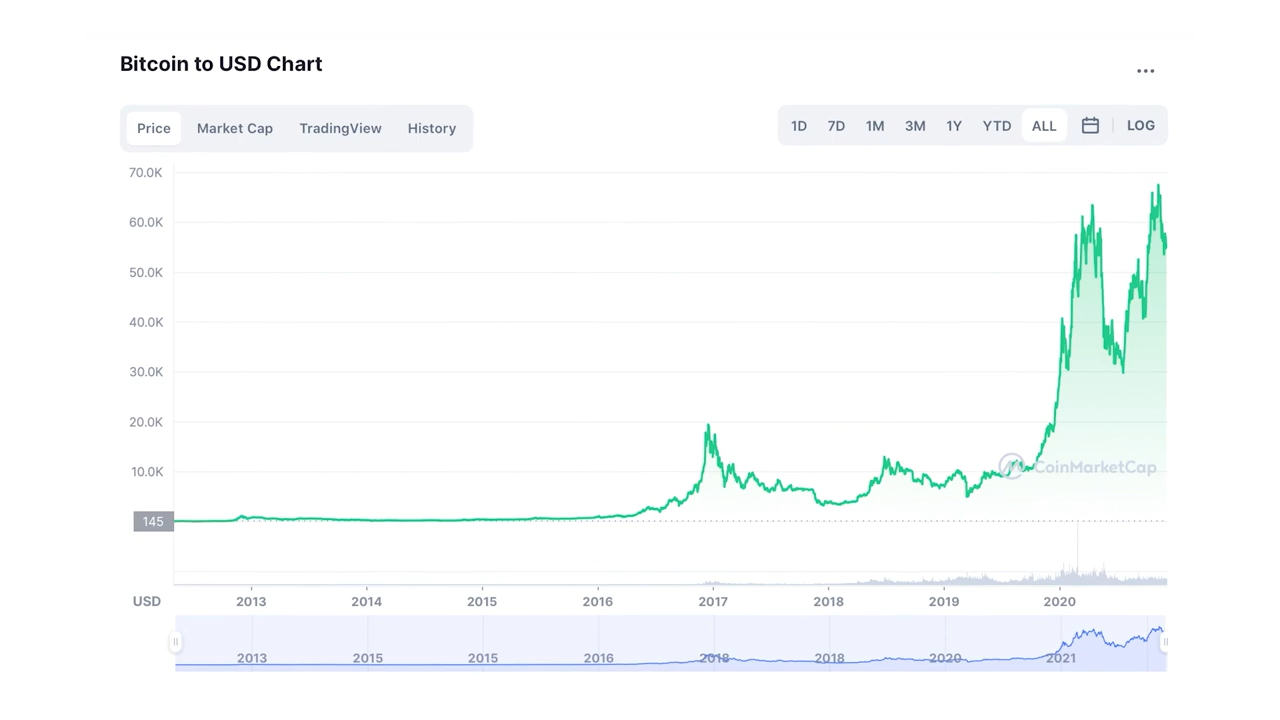 Bitcoin to USD Chart
Price Market Cap TradingView History
1D 7D 1M 3M 1Y YTD ALL LOG
70.0K
60.0K
50.0K
40.0K
30.0K
20.0K
10.0K
CoinMarketCap
145
USD 2013 2014 2015 2016 2017 2018 2019 2020
2013 2015 2015 2016 2018 2018 2020 2021